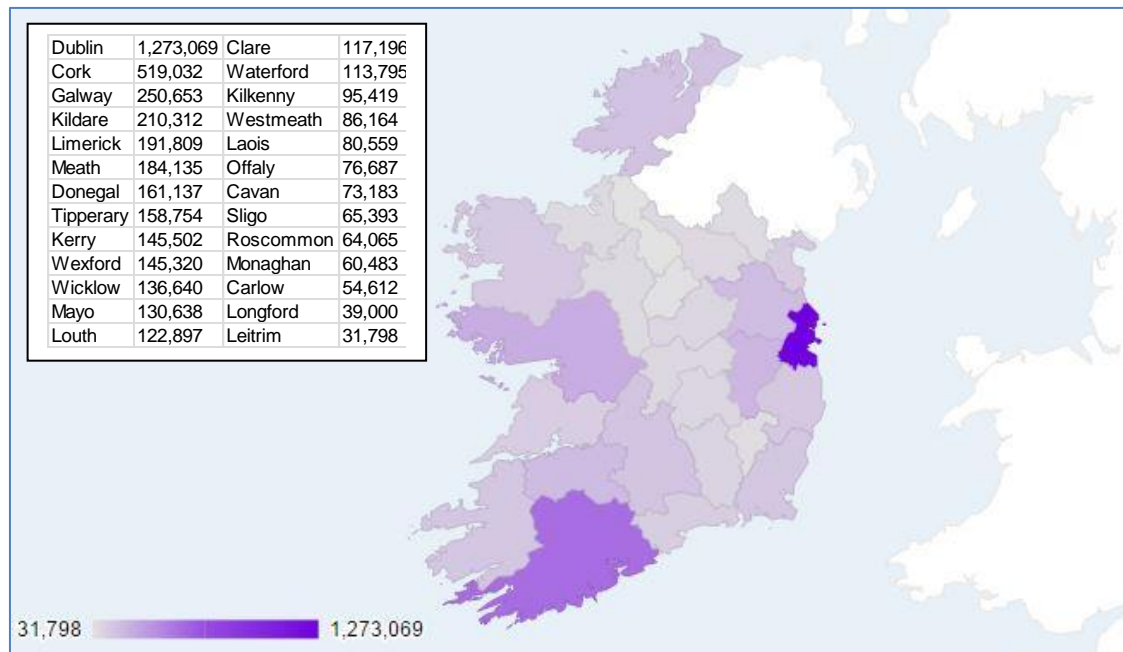 Dublin 1,273,069 Clare 117,196
Cork 519,032 Waterford 113,795
Galway 250,653 Kilkenny 95,419
Kildare 210,312 Westmeath 86,164
Limerick 191,809 Laois 80,559
Meath 184,135 Offaly 76,687
Donegal 161,137 Cavan 73,183
Tipperary 158,754 Sligo 65,393
Kerry 145,502 Roscommon 64,065
Wexford 145,320 Monaghan 60,483
Wicklow 136,640 Carlow 54,612
Mayo 130,638 Longford 39,000
Louth 122,897 Leitrim 31,798
31,798 1,273,069